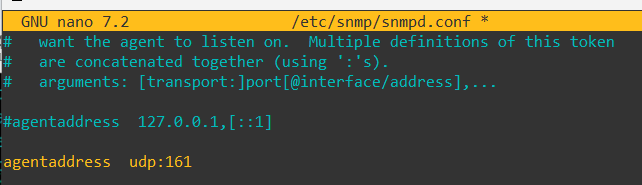 GNU nano 7.2 /etc/snmp/snmpd.conf *
#   want the agent to listen on.  Multiple definitions of this token
#   are concatenated together (using ':'s).
#   arguments: [transport:]port[@interface/address],...
#agentaddress  127.0.0.1,[::1]
agentaddress  udp:161